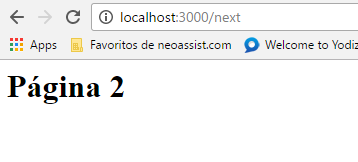 localhost:3000/next
Apps Favoritos de neoassist.com Welcome to Yodiz
Página 2